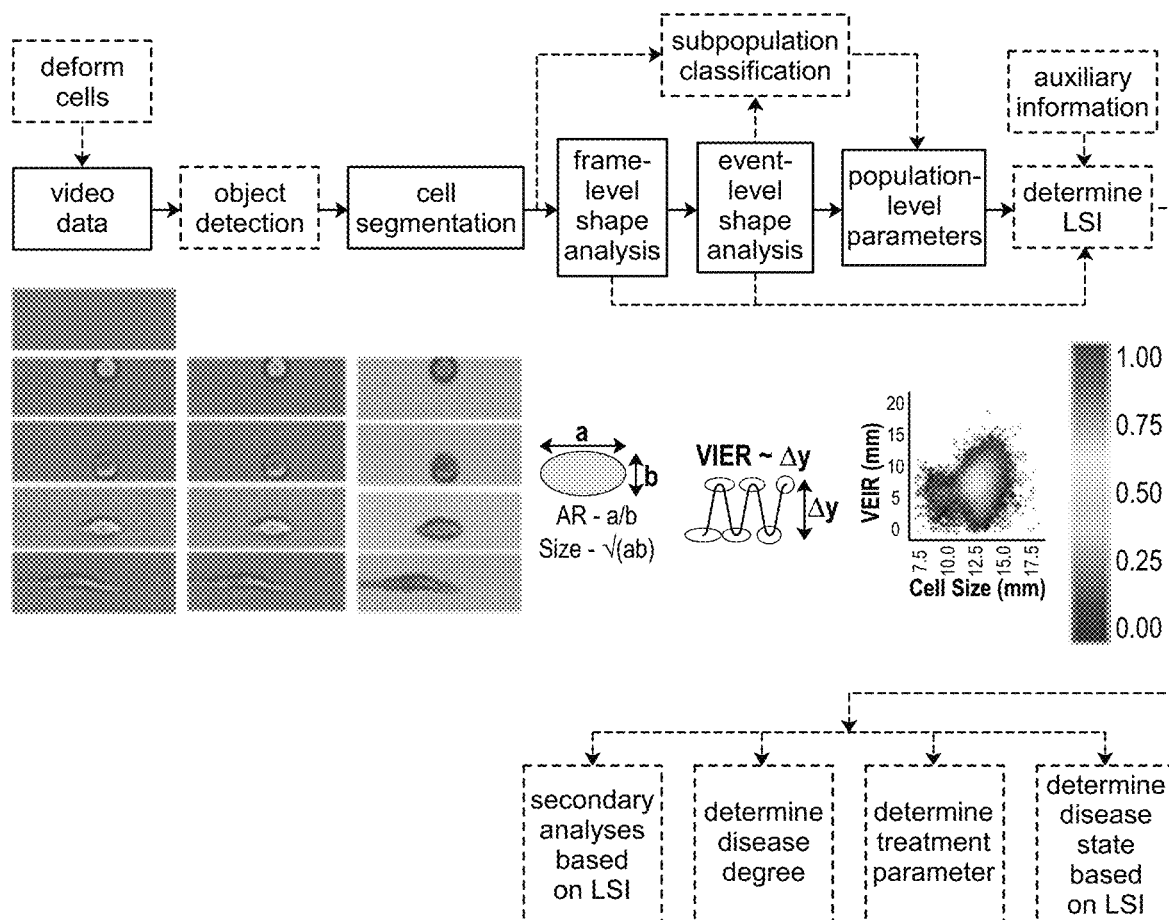 deform
cells
subpopulation
classification
auxiliary
information
video
data
object
detection
cell
segmentation
frame-
level
shape
analysis
event-
level
shape
analysis
population-
level
parameters
determine
LSI
a
b
AR - a/b
Size - √(ab)
VIER ~ Δy
Δy
VEIR (mm)
20
15
10
5
0
7.5
10.0
12.5
15.0
17.5
Cell Size (mm)
1.00
0.75
0.50
0.25
0.00
secondary
analyses
based
on LSI
determine
disease
degree
determine
treatment
parameter
determine
disease
state
based
on LSI